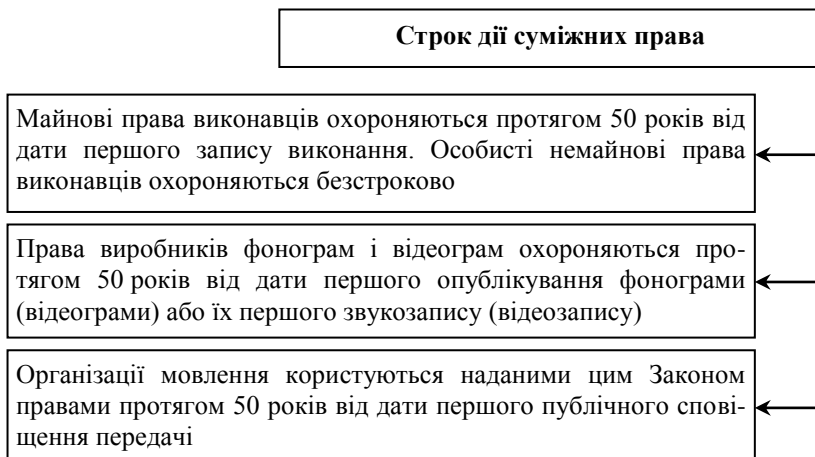 Строк дії суміжних права
Майнові права виконавців охороняються протягом 50 років від
дати першого запису виконання. Особисті немайнові права
виконавців охороняються безстроково
Права виробників фонограм і відеограм охороняються про-
тягом 50 років від дати першого опублікування фонограми
(відеограми) або їх першого звукозапису (відеозапису)
Організації мовлення користуються наданими цим Законом
правами протягом 50 років від дати першого публічного спові-
щення передачі